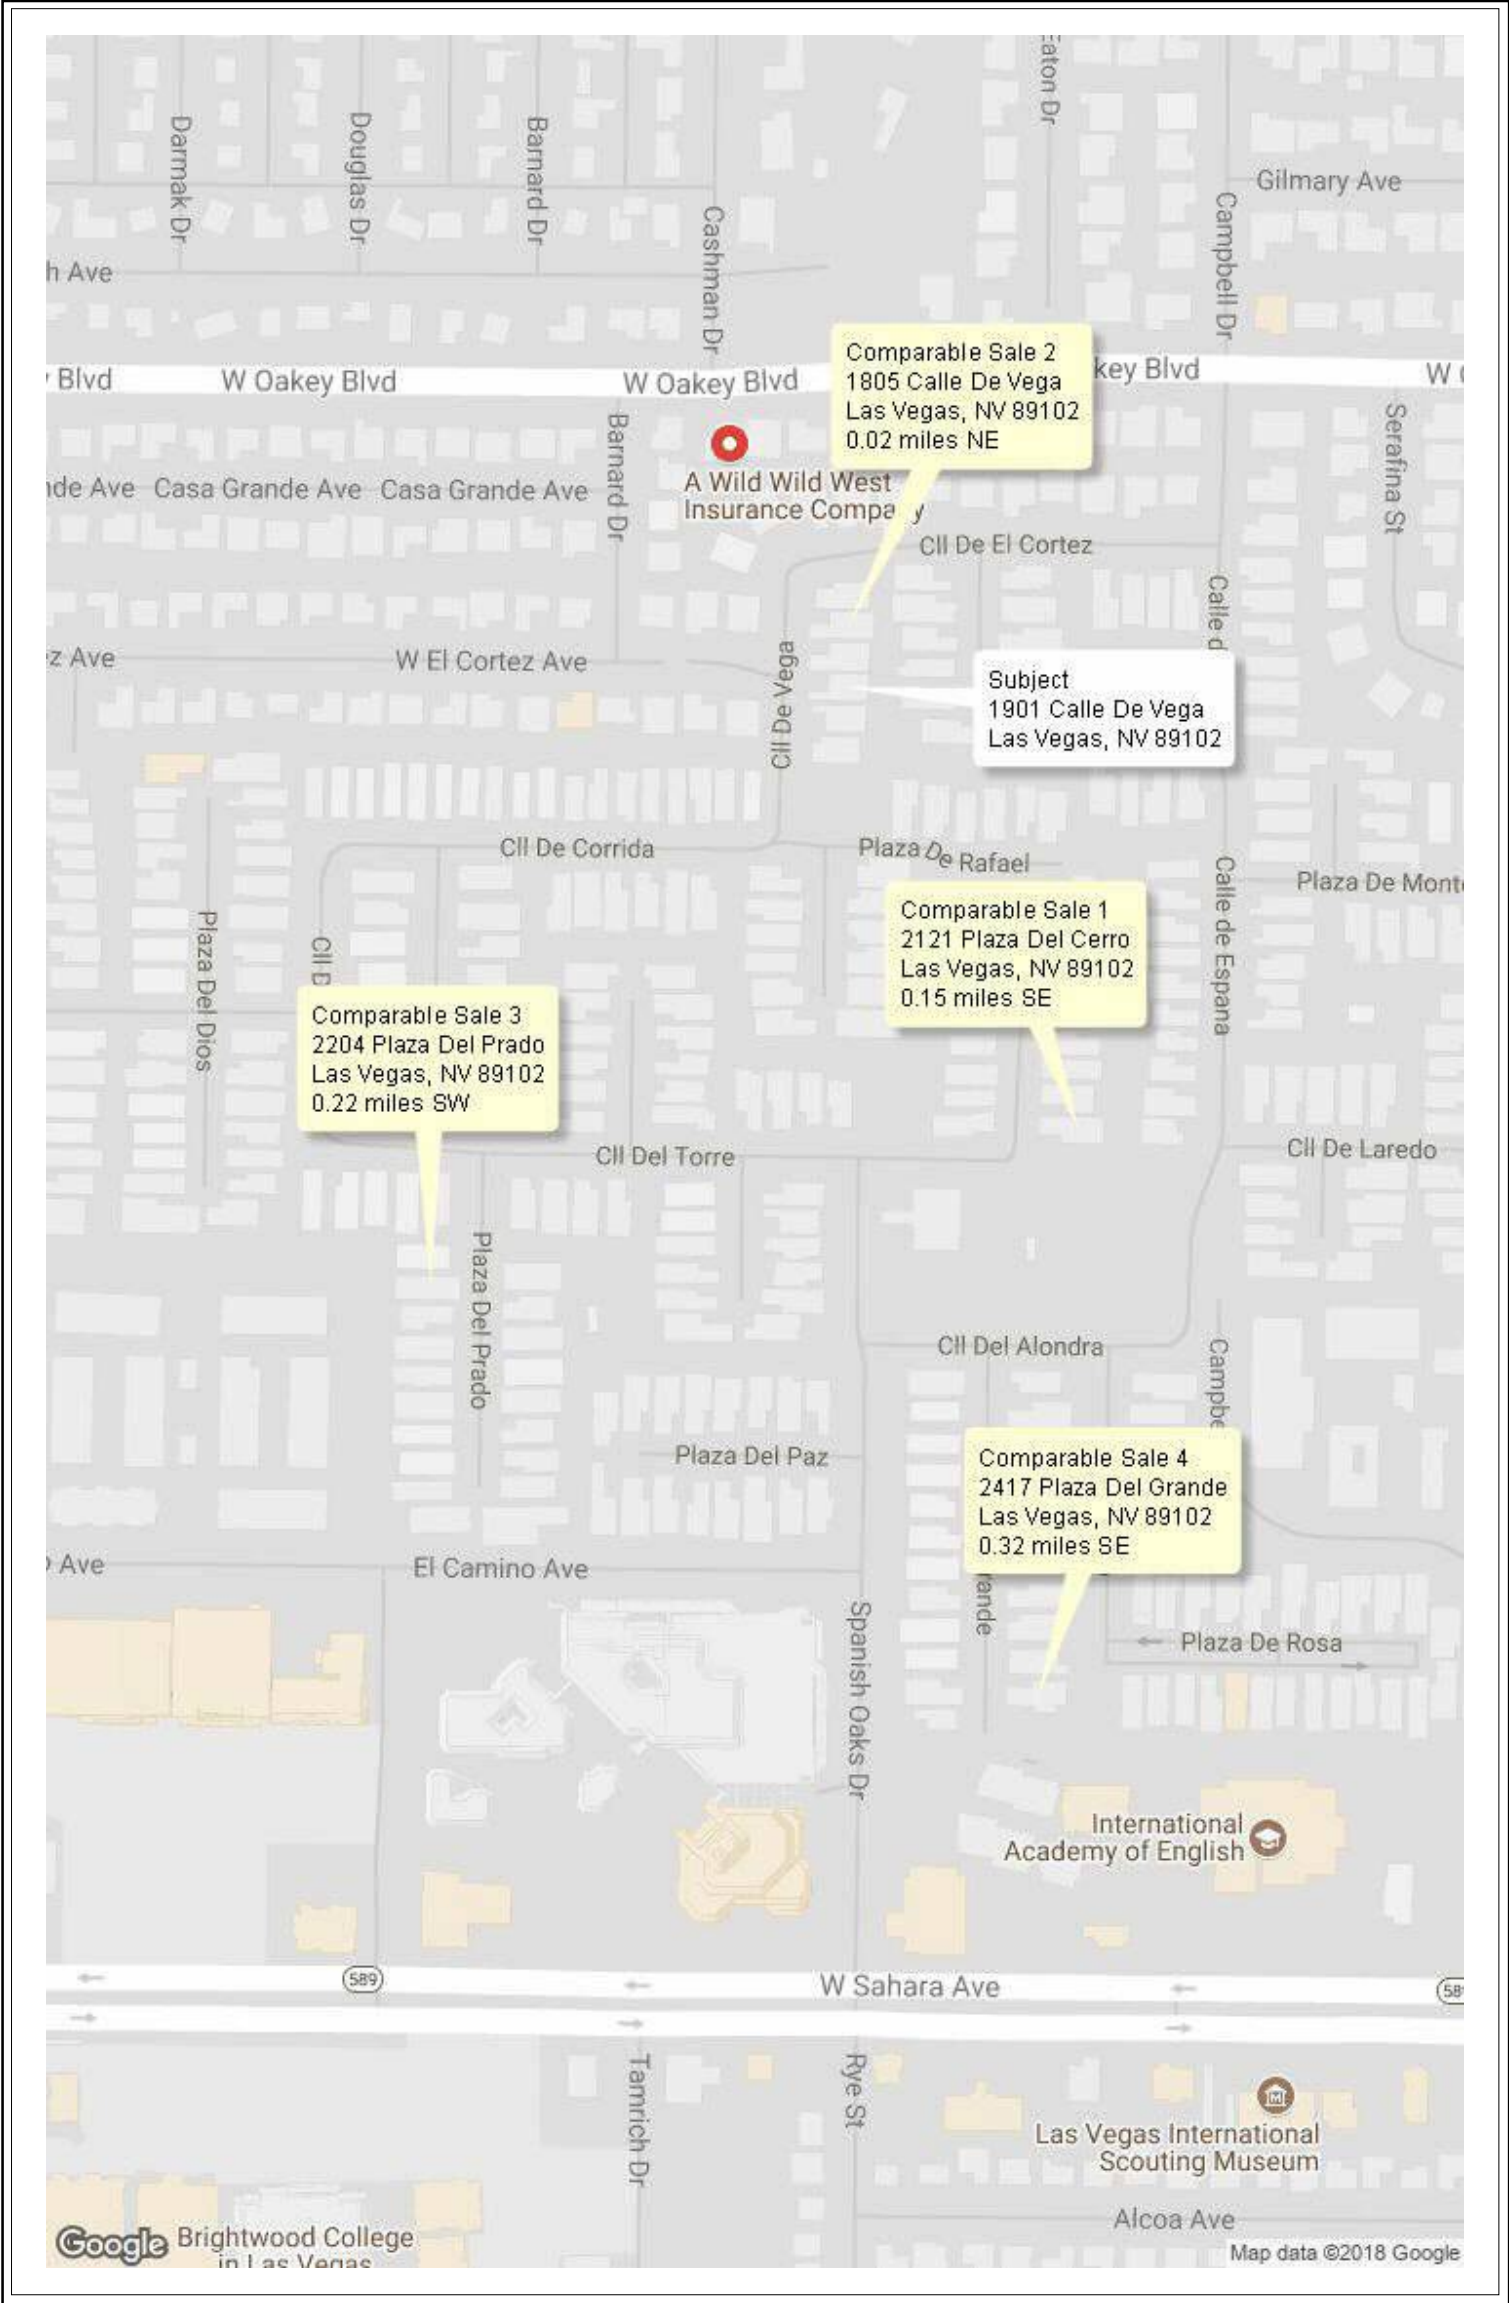 Eaton Dr
Darmak Dr
Douglas Dr
Barnard Dr
Gilmary Ave
Cashman Dr
Campbell Dr
h Ave
Blvd
W Oakey Blvd
W Oakey Blvd
key Blvd
W
Comparable Sale 2
1805 Calle De Vega
Las Vegas, NV 89102
0.02 miles NE
Barnard Dr
Serafina St
A Wild Wild West
Insurance Compa y
nde Ave
Casa Grande Ave
Casa Grande Ave
Cll De El Cortez
Calle d
z Ave
W El Cortez Ave
Cll De Vega
Subject
1901 Calle De Vega
Las Vegas, NV 89102
Cll De Corrida
Plaza De Rafael
Plaza De Mont
Calle de Espana
Plaza Del Dios
Cll D
Comparable Sale 1
2121 Plaza Del Cerro
Las Vegas, NV 89102
0.15 miles SE
Comparable Sale 3
2204 Plaza Del Prado
Las Vegas, NV 89102
0.22 miles SW
Cll Del Torre
Cll De Laredo
Plaza Del Prado
Cll Del Alondra
Campbe
Plaza Del Paz
Comparable Sale 4
2417 Plaza Del Grande
Las Vegas, NV 89102
0.32 miles SE
Ave
El Camino Ave
rande
Spanish Oaks Dr
Plaza De Rosa
International
Academy of English
589
W Sahara Ave
58
Tamrich Dr
Rye St
Las Vegas International
Scouting Museum
Alcoa Ave
Google
Brightwood College
in Las Vegas
Map data ©2018 Google